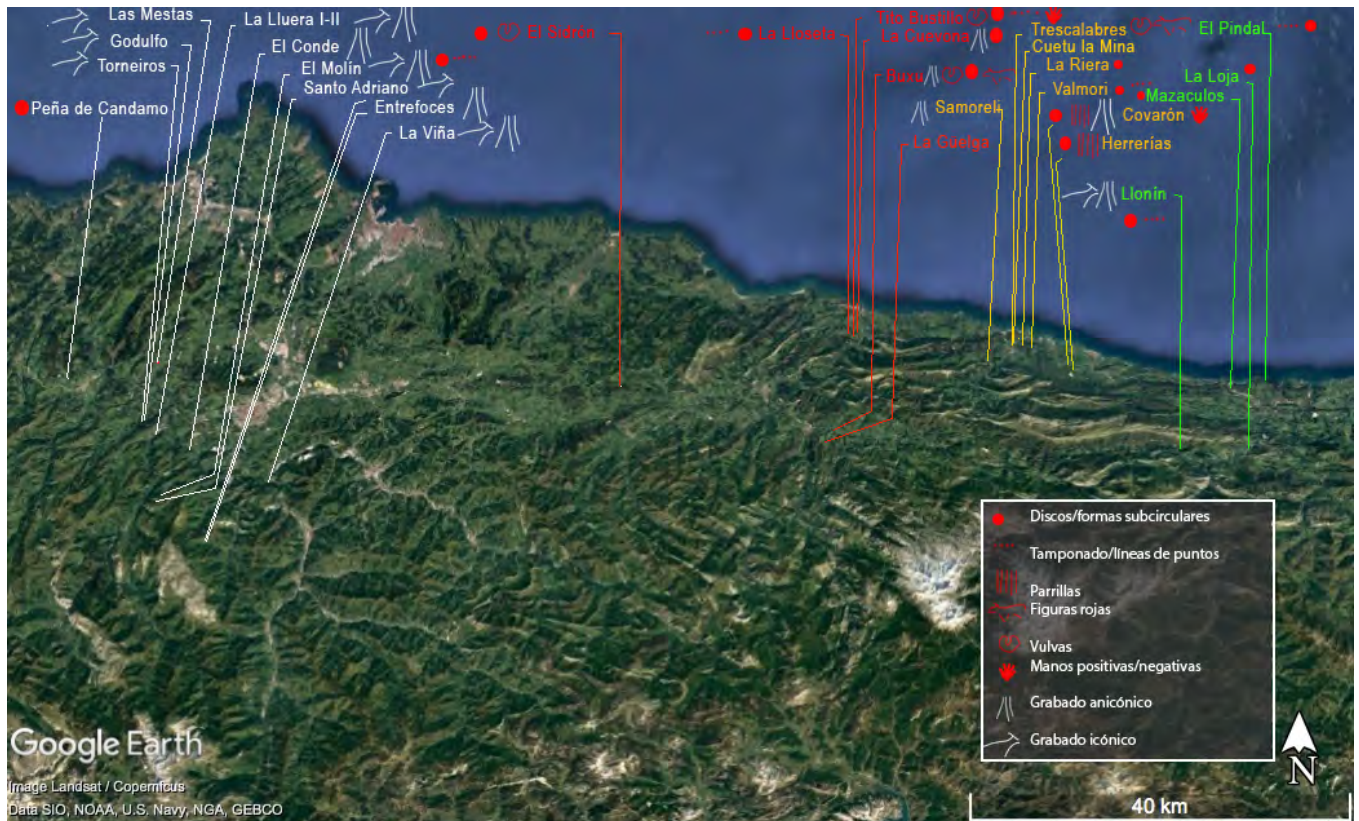 Las Mestas
La Lluera I-II
Godulfo
El Conde
Torneiros
El Molín
Santo Adriano
Peña de Candamo
Entrefoces
La Viña
El Sidrón
La Lloseta
Tito Bustillo
La Cuevona
Buxu
Samoreli
La Güelga
Trescalabres
Cuetu la Mina
La Riera
Valmori
Covarón
Herrerías
El Pindal
La Loja
Mazaculos
Llonín
Discos/formas subcirculares
Tamponado/líneas de puntos
Parrillas
Figuras rojas
Vulvas
Manos positivas/negativas
Grabado anicónico
Grabado icónico
N
40 km
Google Earth
Image Landsat / Copernicus
Data SIO, NOAA, U.S. Navy, NGA, GEBCO